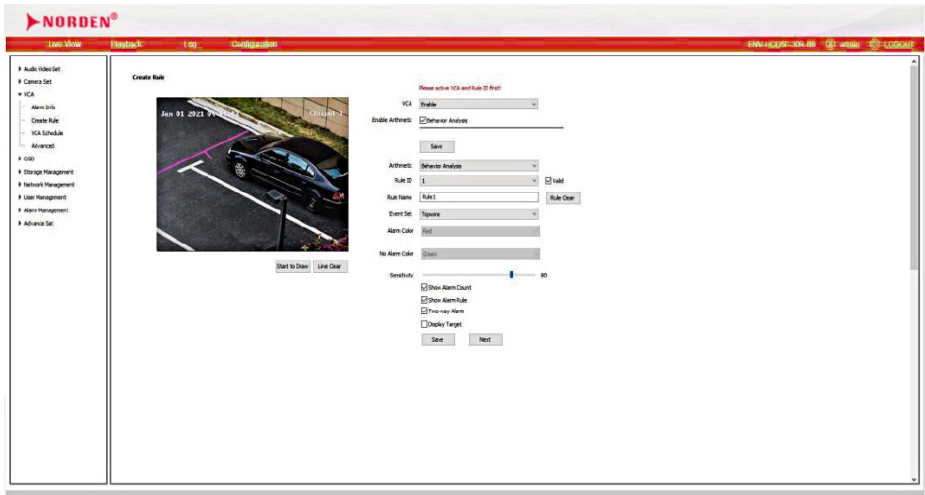 NORDEN®
Live View Playback Log Configuration admin LOGOUT
Audio Video Set
Camera Set
VCA
Alarm Info
Create Rule
VCA Schedule
Advanced
OSD
Storage Management
Network Management
User Management
Alarm Management
Advance Set
Create Rule
Jan 01 2021
Start to Draw Line Clear
Please active VCA and Rule ID first!
VCA Enable
Enable Arithmetic Behavior Analysis
Save
Arithmetic Behavior Analysis
Rule ID 1 Valid
Rule Name Rule1 Rule Clear
Event Set Tripwire
Alarm Color Red
No Alarm Color Green
Sensitivity 80
Show Alarm Count
Show Alarm Rule
Two-way Alarm
Display Target
Save Next